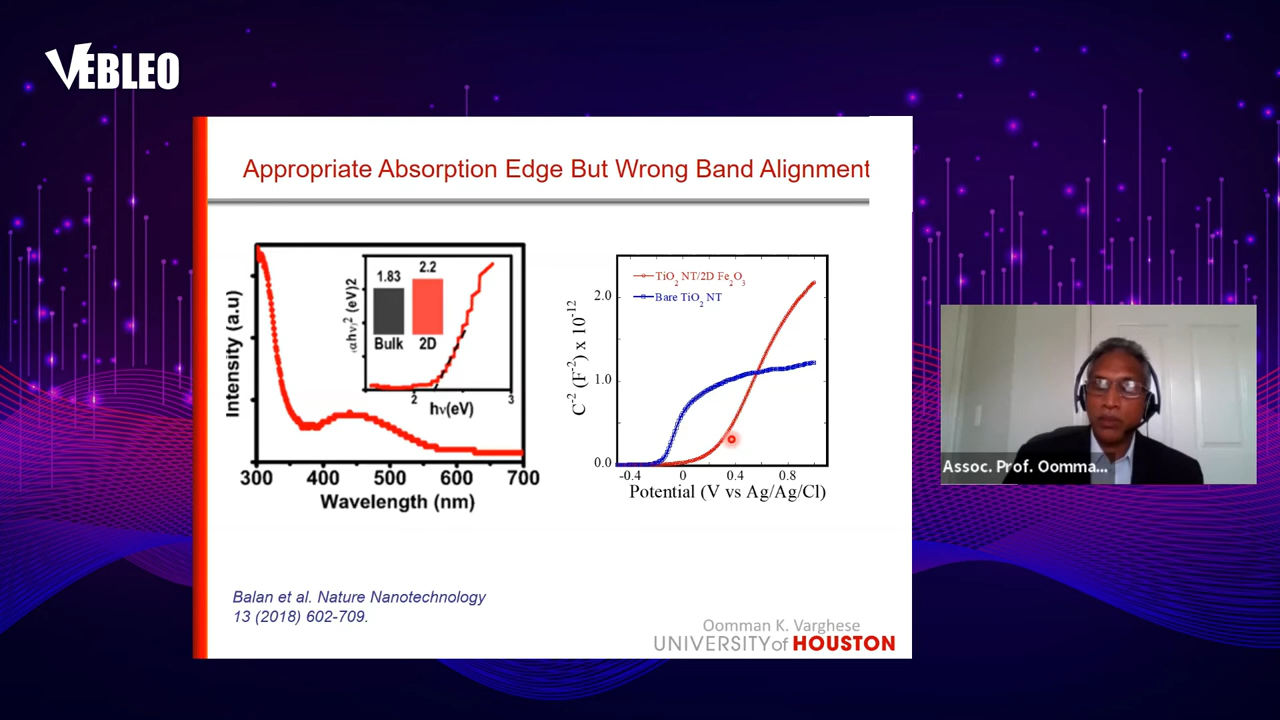 VEBLEO
Appropriate Absorption Edge But Wrong Band Alignment
Intensity (a.u)
(αhν)² (eV)2
1.83
2.2
Bulk
2D
2
3
hν(eV)
300
400
500
600
700
Wavelength (nm)
C⁻² (F⁻²) x 10⁻¹²
TiO₂ NT/2D Fe₂O₃
Bare TiO₂ NT
2.0
1.0
0.0
-0.4
0
0.4
0.8
Potential (V vs Ag/Ag/Cl)
Balan et al. Nature Nanotechnology
13 (2018) 602-709.
Oomman K. Varghese
UNIVERSITYof HOUSTON
Assoc. Prof. Oomma...